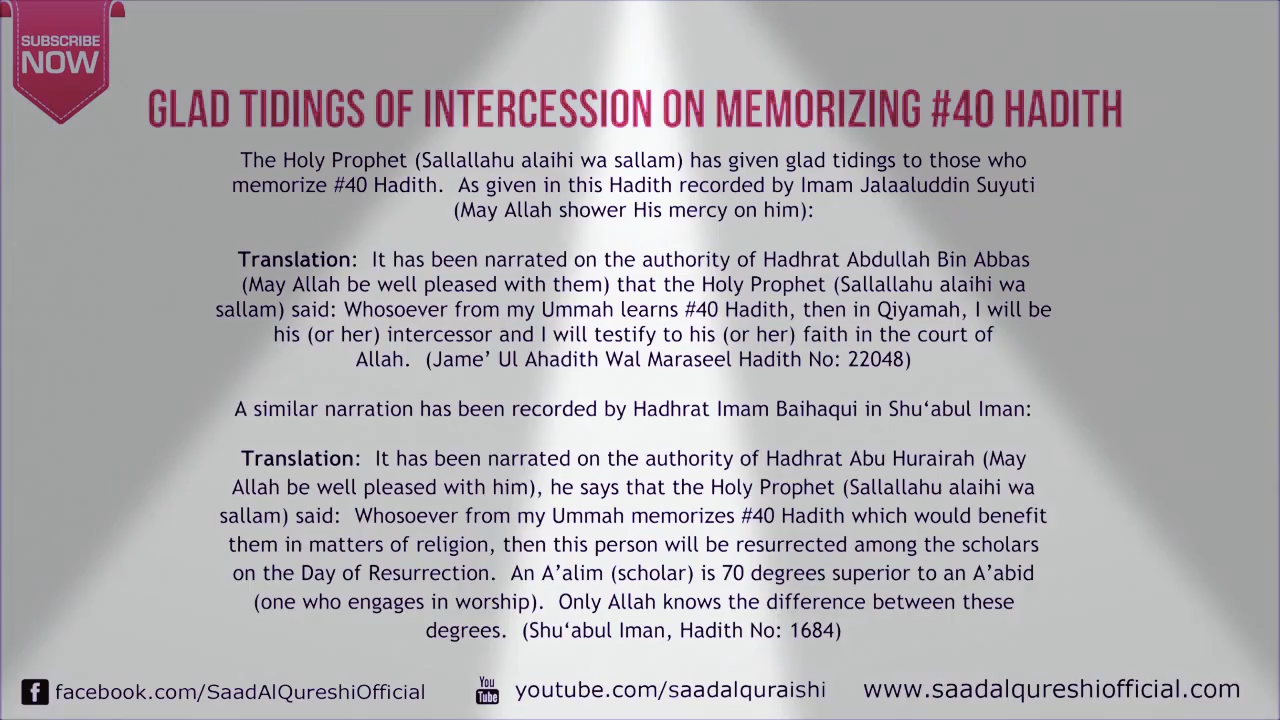 SUBSCRIBE
NOW
GLAD TIDINGS OF INTERCESSION ON MEMORIZING #40 HADITH
The Holy Prophet (Sallallahu alaihi wa sallam) has given glad tidings to those who
memorize #40 Hadith. As given in this Hadith recorded by Imam Jalaaluddin Suyuti
(May Allah shower His mercy on him):
Translation: It has been narrated on the authority of Hadhrat Abdullah Bin Abbas
(May Allah be well pleased with them) that the Holy Prophet (Sallallahu alaihi wa
sallam) said: Whosoever from my Ummah learns #40 Hadith, then in Qiyamah, I will be
his (or her) intercessor and I will testify to his (or her) faith in the court of
Allah. (Jame’ Ul Ahadith Wal Maraseel Hadith No: 22048)
A similar narration has been recorded by Hadhrat Imam Baihaqui in Shu‘abul Iman:
Translation: It has been narrated on the authority of Hadhrat Abu Hurairah (May
Allah be well pleased with him), he says that the Holy Prophet (Sallallahu alaihi wa
sallam) said: Whosoever from my Ummah memorizes #40 Hadith which would benefit
them in matters of religion, then this person will be resurrected among the scholars
on the Day of Resurrection. An A’alim (scholar) is 70 degrees superior to an A’abid
(one who engages in worship). Only Allah knows the difference between these
degrees. (Shu‘abul Iman, Hadith No: 1684)
f facebook.com/SaadAlQureshiOfficial You Tube youtube.com/saadalquraishi www.saadalqureshiofficial.com